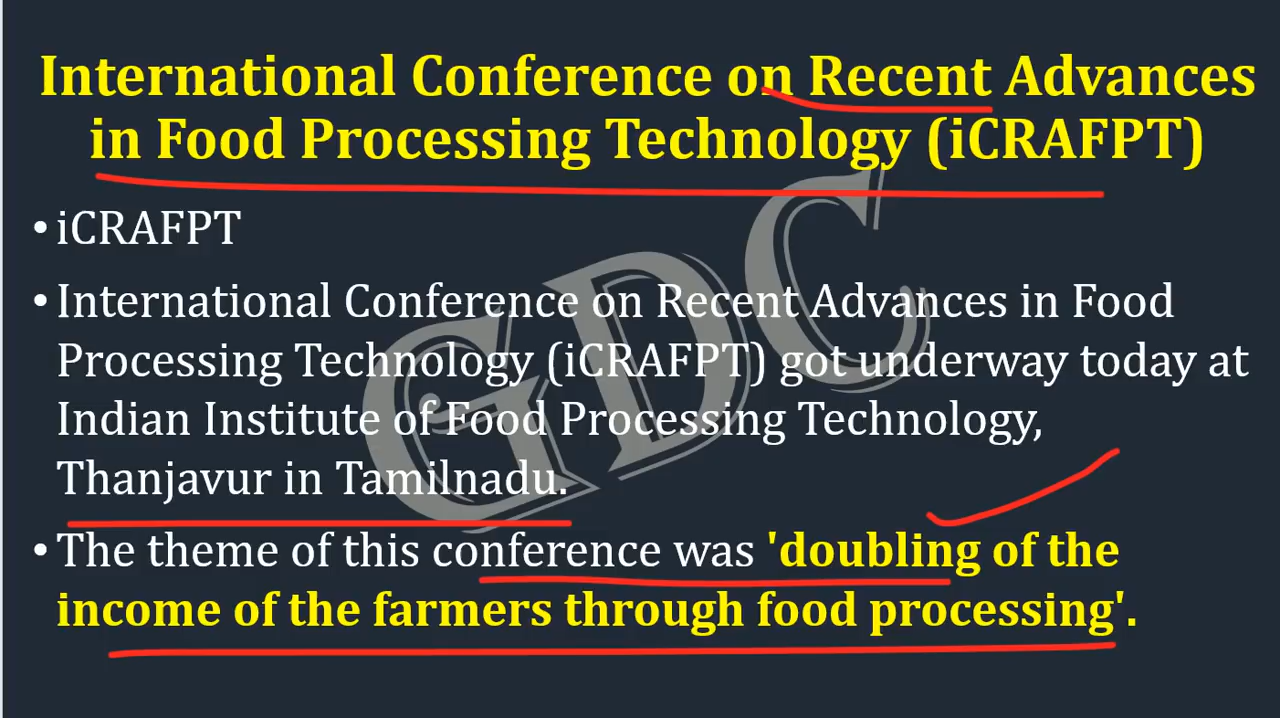 International Conference on Recent Advances
in Food Processing Technology (iCRAFPT)
• iCRAFPT
• International Conference on Recent Advances in Food
Processing Technology (iCRAFPT) got underway today at
Indian Institute of Food Processing Technology,
Thanjavur in Tamilnadu.
• The theme of this conference was 'doubling of the
income of the farmers through food processing'.
GDC